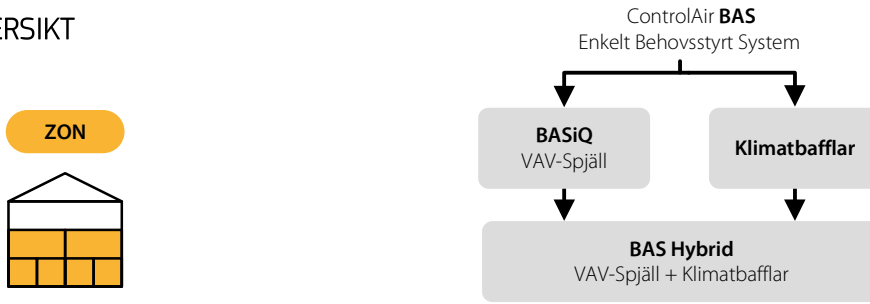 ERSIKT
ControlAir BAS
Enkelt Behovsstyrt System
ZON
BASiQ
VAV-Spjäll
Klimatbafflar
BAS Hybrid
VAV-Spjäll + Klimatbafflar